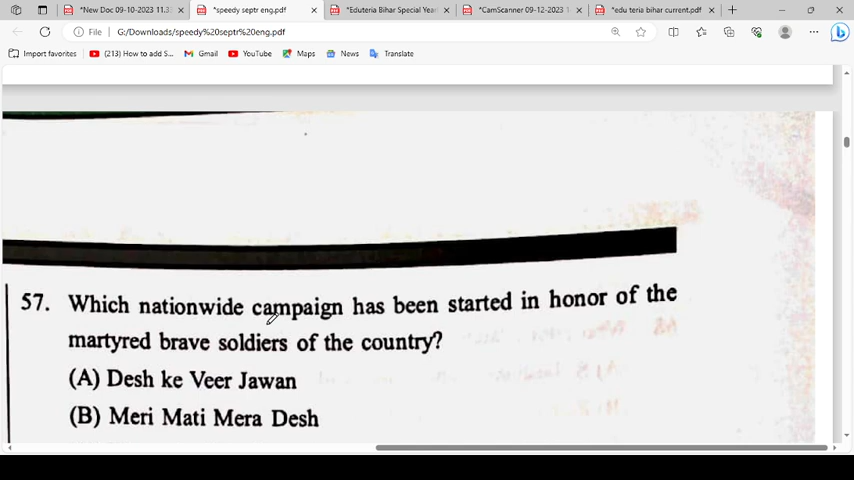 *New Doc 09-10-2023 11.3
*speedy septr eng.pdf
*Eduteria Bihar Special Year
*CamScanner 09-12-2023 1
*edu teria bihar current.pdf
File
G:/Downloads/speedy%20septr%20eng.pdf
Import favorites
(213) How to add S...
Gmail
YouTube
Maps
News
Translate
57. Which nationwide campaign has been started in honor of the
martyred brave soldiers of the country?
(A) Desh ke Veer Jawan
(B) Meri Mati Mera Desh